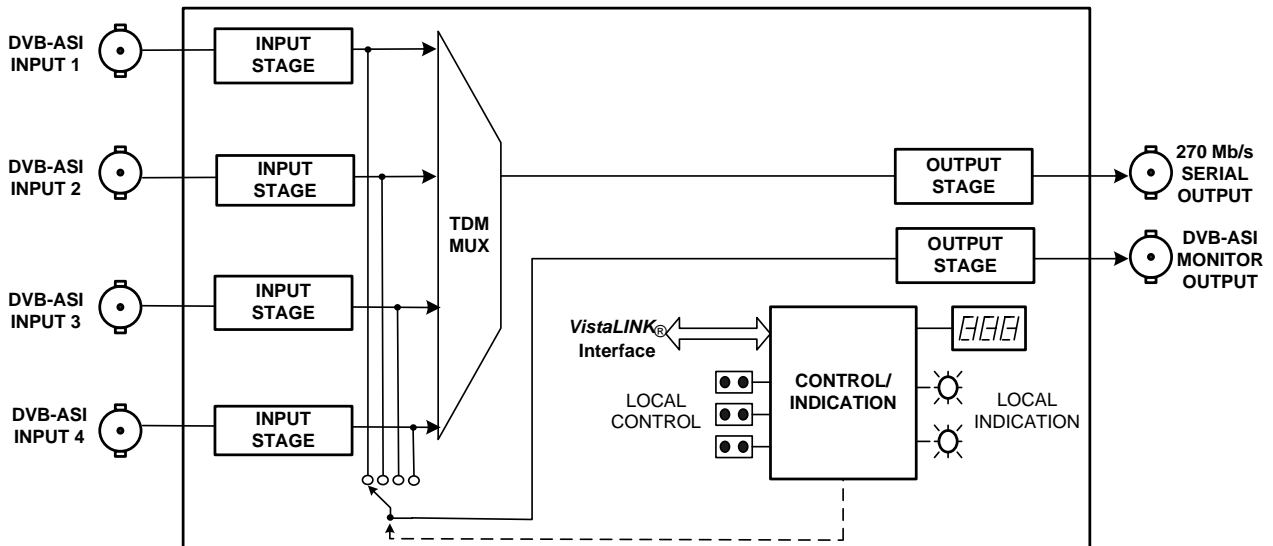 DVB-ASI
INPUT 1
INPUT
STAGE
DVB-ASI
INPUT 2
INPUT
STAGE
DVB-ASI
INPUT 3
INPUT
STAGE
DVB-ASI
INPUT 4
INPUT
STAGE
TDM
MUX
OUTPUT
STAGE
270 Mb/s
SERIAL
OUTPUT
OUTPUT
STAGE
DVB-ASI
MONITOR
OUTPUT
VistaLINK®
Interface
LOCAL
CONTROL
CONTROL/
INDICATION
LOCAL
INDICATION